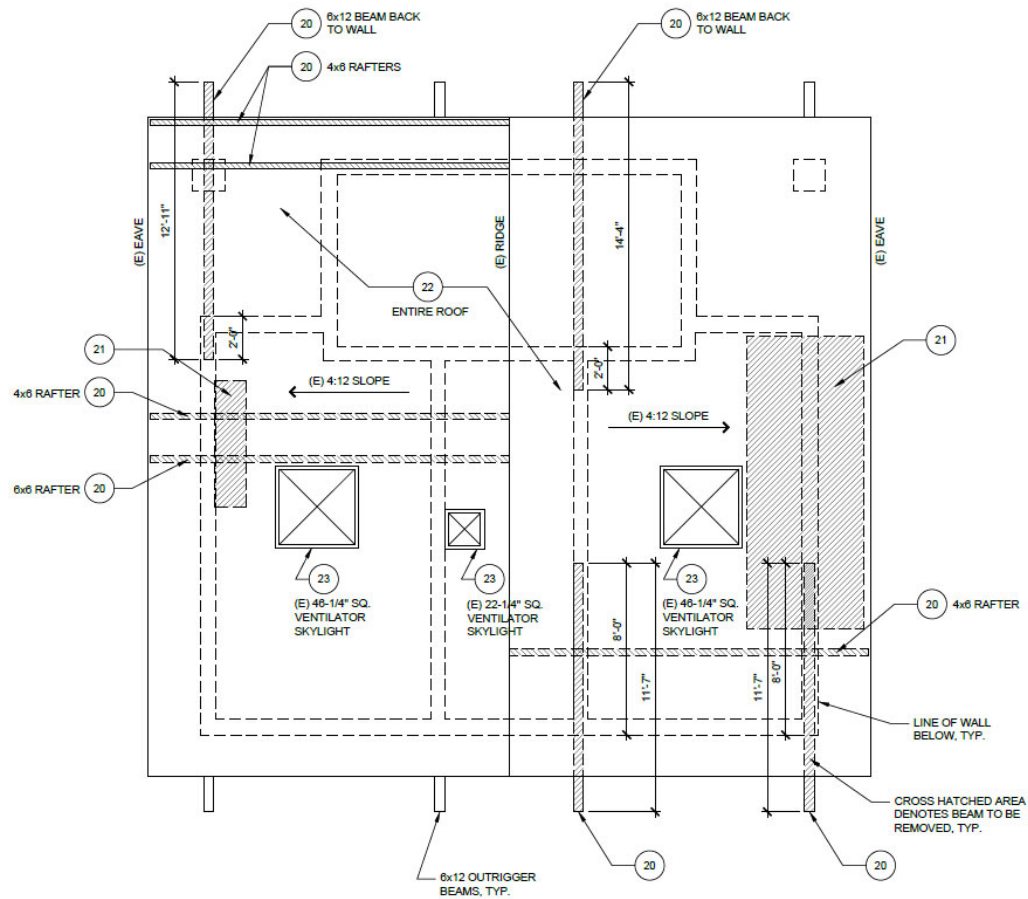 20
6x12 BEAM BACK
TO WALL
20
6x12 BEAM BACK
TO WALL
20
4x6 RAFTERS
(E) EAVE
12'-11"
(E) RIDGE
14'-4"
(E) EAVE
22
ENTIRE ROOF
2'-0"
2'-0"
21
21
(E) 4:12 SLOPE
(E) 4:12 SLOPE
4x6 RAFTER
20
6x6 RAFTER
20
23
(E) 46-1/4" SQ.
VENTILATOR
SKYLIGHT
23
(E) 22-1/4" SQ.
VENTILATOR
SKYLIGHT
23
(E) 46-1/4" SQ.
VENTILATOR
SKYLIGHT
20
4x6 RAFTER
8'-0"
11'-7"
11'-7"
8'-0"
LINE OF WALL
BELOW, TYP.
CROSS HATCHED AREA
DENOTES BEAM TO BE
REMOVED, TYP.
20
20
6x12 OUTRIGGER
BEAMS, TYP.